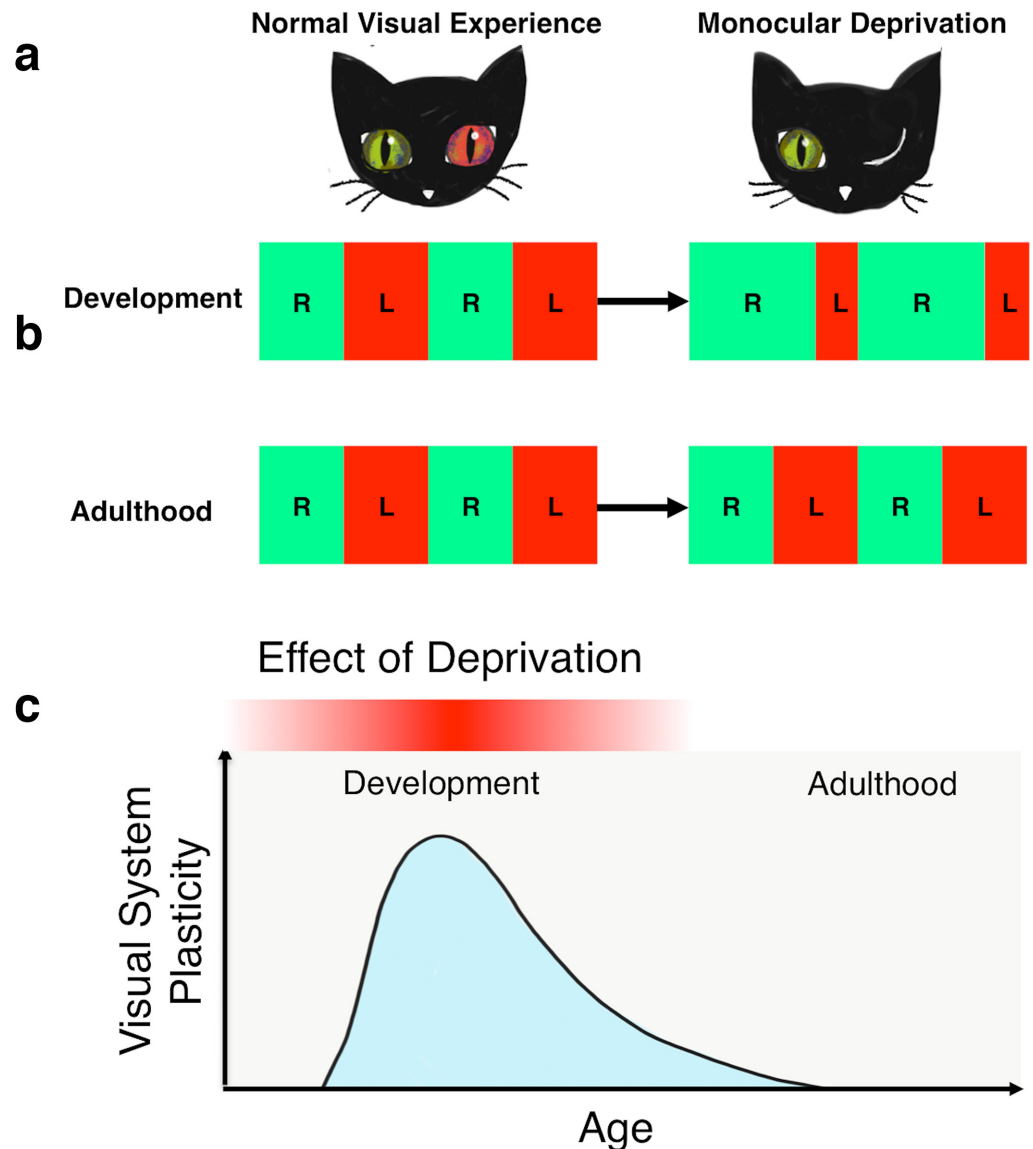 Normal Visual Experience
Monocular Deprivation
a
Development
R
L
R
L
R
L
R
L
b
Adulthood
R
L
R
L
R
L
R
L
Effect of Deprivation
c
Development
Adulthood
Visual System
Plasticity
Age